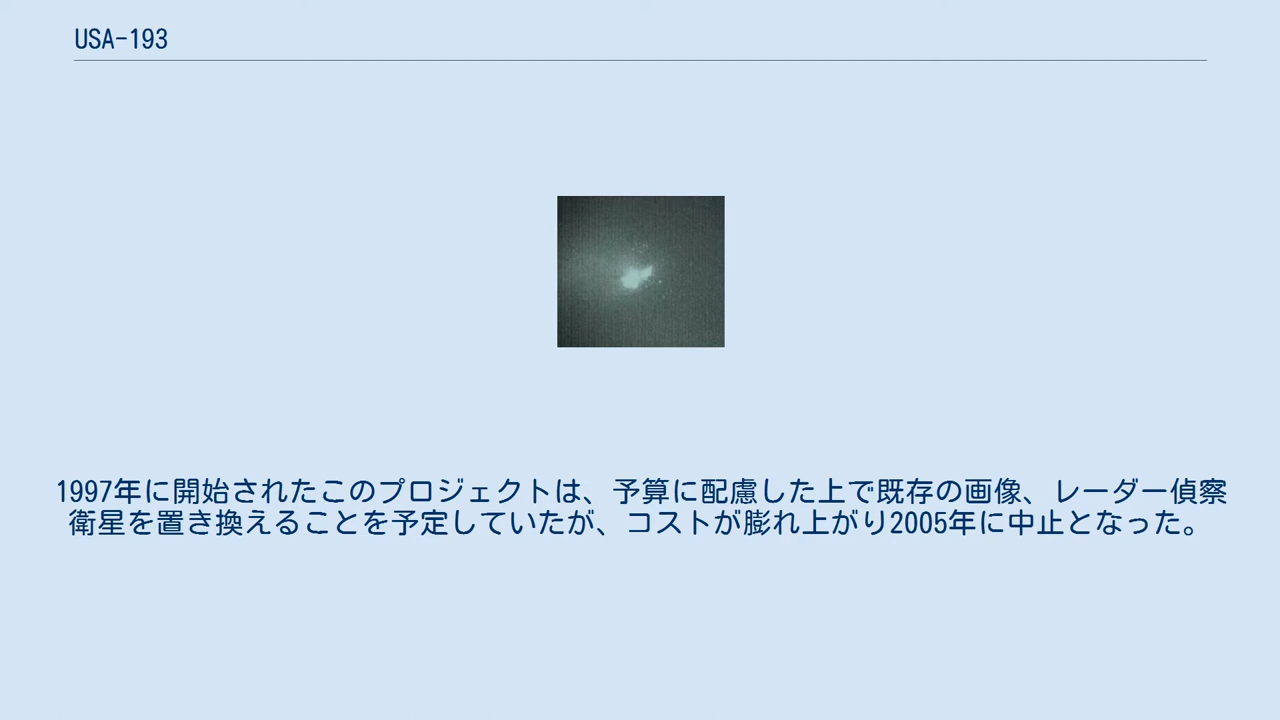 USA-193
1997年に開始されたこのプロジェクトは、予算に配慮した上で既存の画像、レーダー偵察
衛星を置き換えることを予定していたが、コストが膨れ上がり2005年に中止となった。